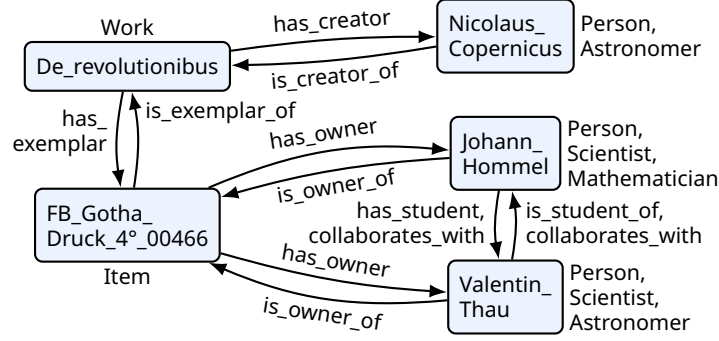 Work
De_revolutionibus
has_creator
is_creator_of
Nicolaus_
Copernicus
Person,
Astronomer
has_
exemplar
is_exemplar_of
has_owner
is_owner_of
Johann_
Hommel
Person,
Scientist,
Mathematician
FB_Gotha_
Druck_4°_00466
Item
has_student,
collaborates_with
is_student_of,
collaborates_with
has_owner
is_owner_of
Valentin_
Thau
Person,
Scientist,
Astronomer